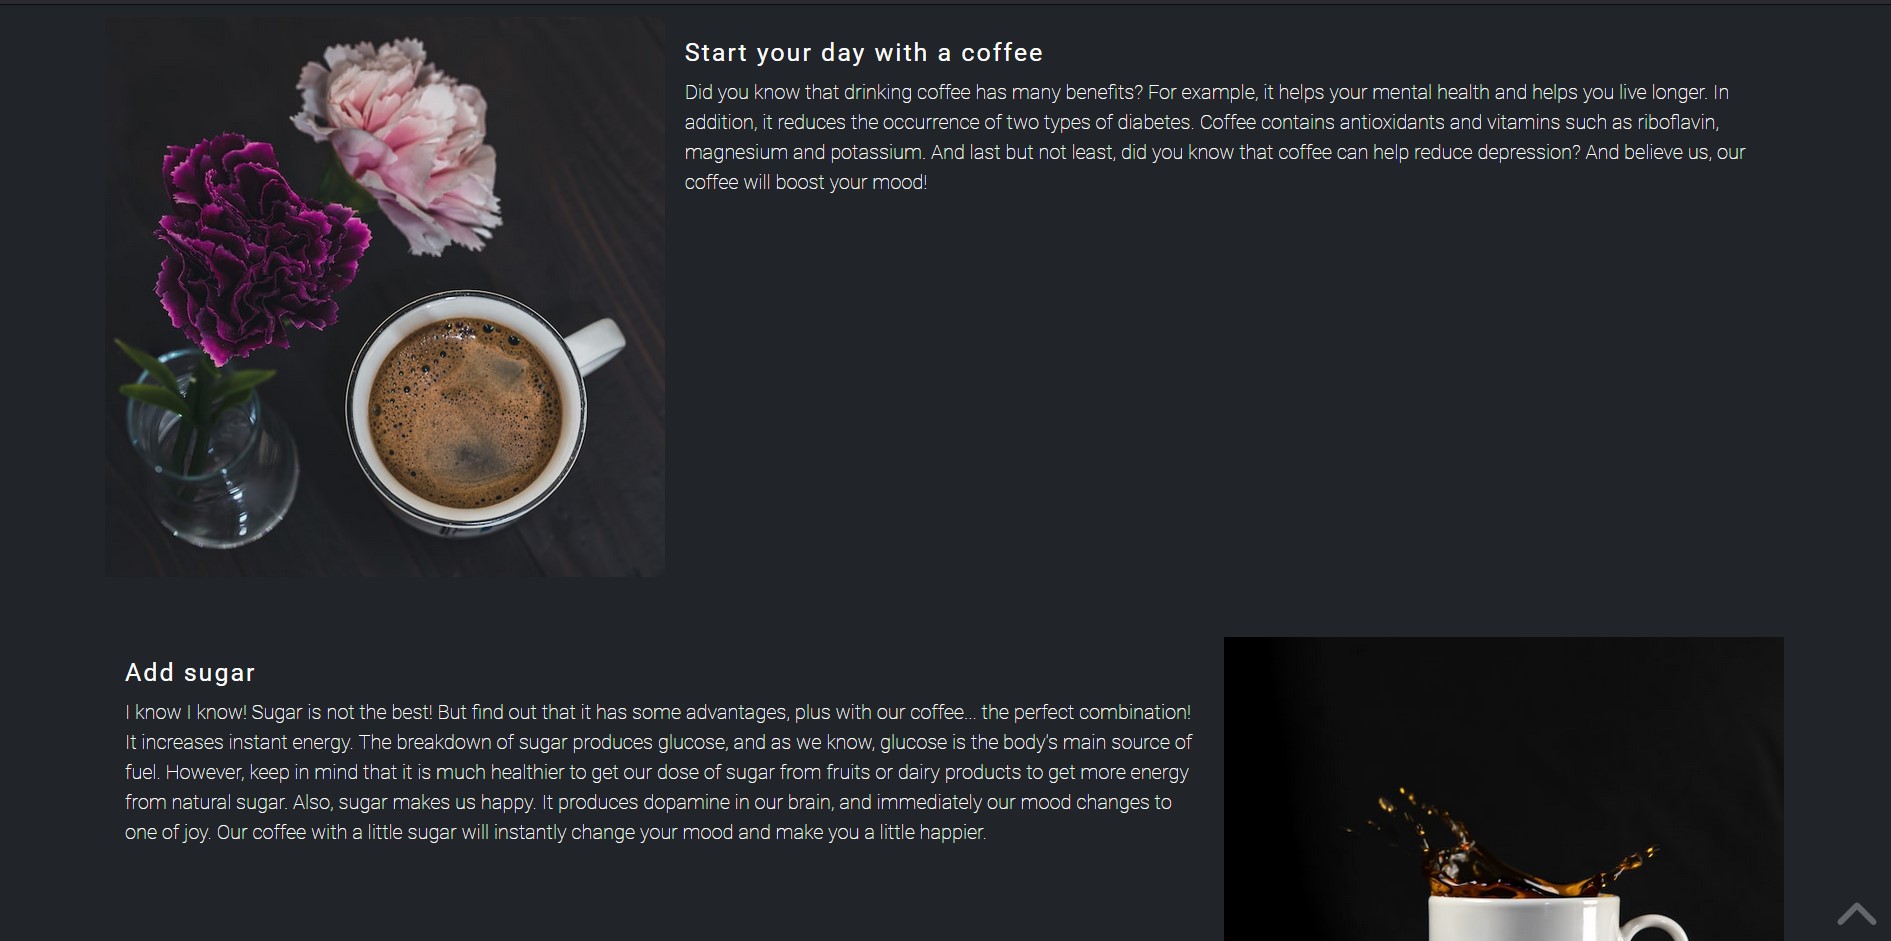 Start your day with a coffee
Did you know that drinking coffee has many benefits? For example, it helps your mental health and helps you live longer. In
addition, it reduces the occurrence of two types of diabetes. Coffee contains antioxidants and vitamins such as riboflavin,
magnesium and potassium. And last but not least, did you know that coffee can help reduce depression? And believe us, our
coffee will boost your mood!
Add sugar
I know I know! Sugar is not the best! But find out that it has some advantages, plus with our coffee... the perfect combination!
It increases instant energy. The breakdown of sugar produces glucose, and as we know, glucose is the body's main source of
fuel. However, keep in mind that it is much healthier to get our dose of sugar from fruits or dairy products to get more energy
from natural sugar. Also, sugar makes us happy. It produces dopamine in our brain, and immediately our mood changes to
one of joy. Our coffee with a little sugar will instantly change your mood and make you a little happier.